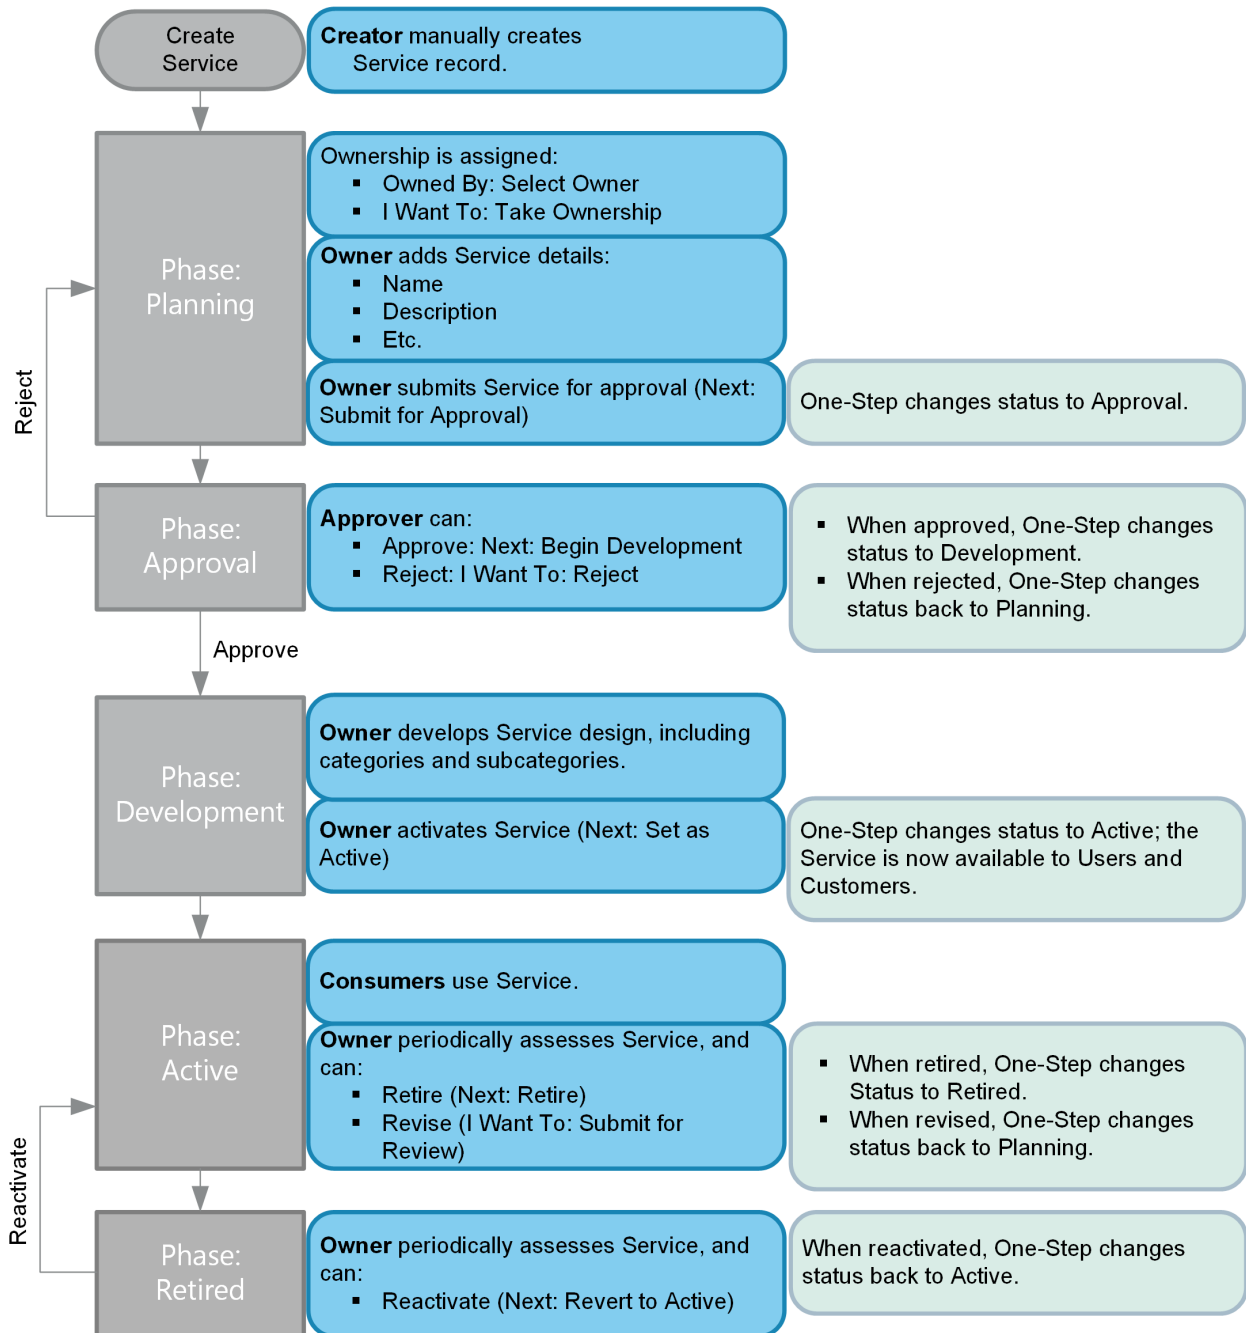 Create
Service
Creator manually creates
Service record.
Phase:
Planning
Ownership is assigned:
▪ Owned By: Select Owner
▪ I Want To: Take Ownership
Owner adds Service details:
▪ Name
▪ Description
▪ Etc.
Owner submits Service for approval (Next:
Submit for Approval)
One-Step changes status to Approval.
Reject
Phase:
Approval
Approver can:
▪ Approve: Next: Begin Development
▪ Reject: I Want To: Reject
▪ When approved, One-Step changes
status to Development.
▪ When rejected, One-Step changes
status back to Planning.
Approve
Phase:
Development
Owner develops Service design, including
categories and subcategories.
Owner activates Service (Next: Set as
Active)
One-Step changes status to Active; the
Service is now available to Users and
Customers.
Phase:
Active
Consumers use Service.
Owner periodically assesses Service, and
can:
▪ Retire (Next: Retire)
▪ Revise (I Want To: Submit for
Review)
▪ When retired, One-Step changes
Status to Retired.
▪ When revised, One-Step changes
status back to Planning.
Reactivate
Phase:
Retired
Owner periodically assesses Service, and
can:
▪ Reactivate (Next: Revert to Active)
When reactivated, One-Step changes
status back to Active.